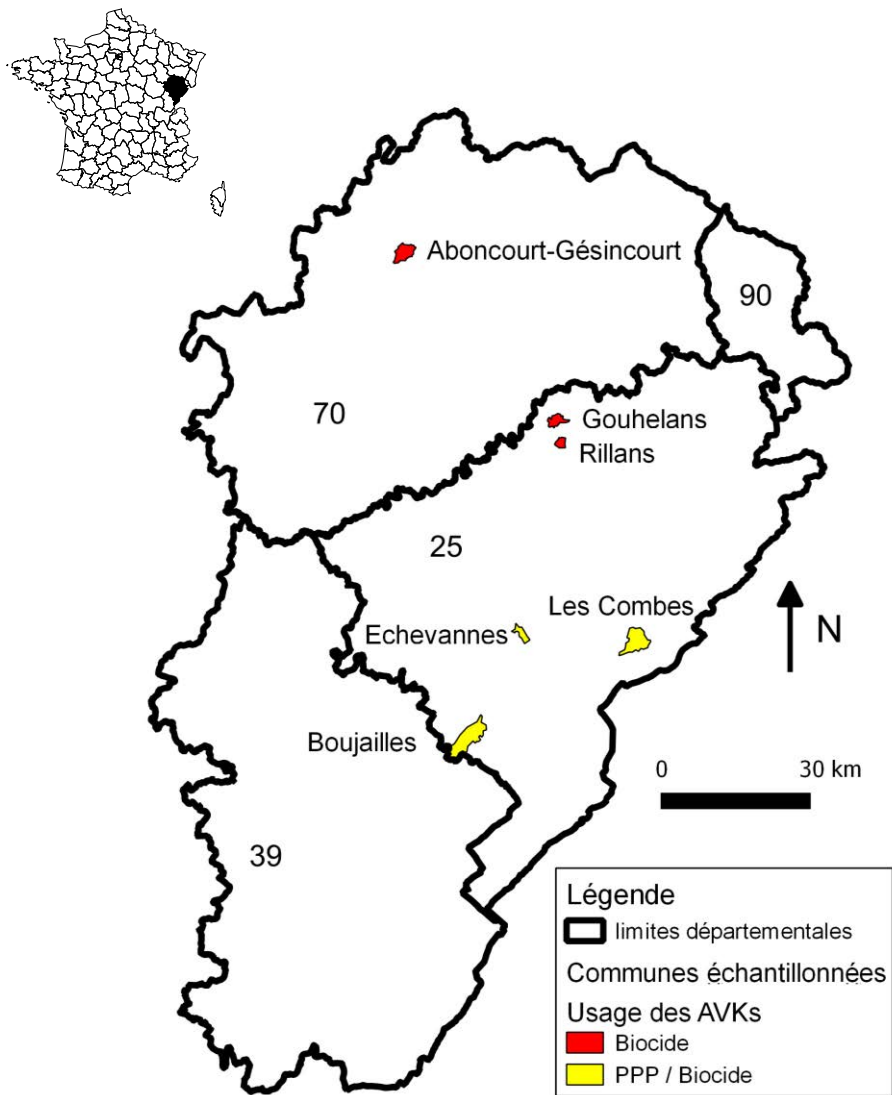 Aboncourt-Gésincourt
90
70
Gouhelans
Rillans
25
Les Combes
Echevannes
N
Boujailles
0 30 km
39
Légende
limites départementales
Communes échantillonnées
Usage des AVKs
Biocide
PPP / Biocide